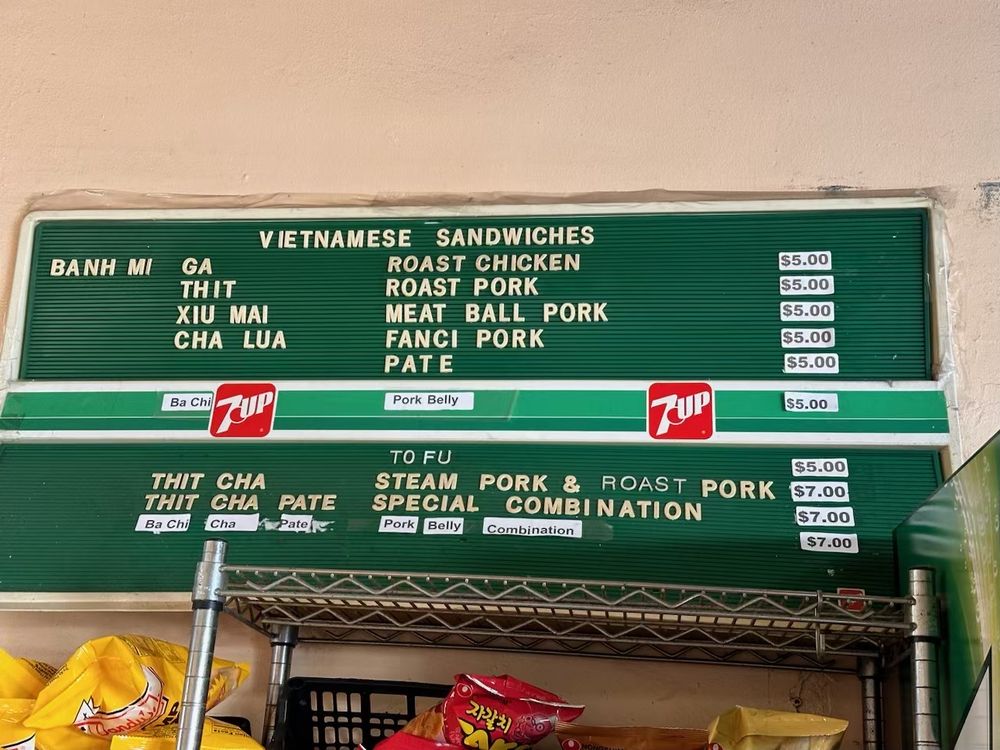 VIETNAMESE SANDWICHES
BANH MI GA ROAST CHICKEN $5.00
THIT ROAST PORK $5.00
XIU MAI MEAT BALL PORK $5.00
CHA LUA FANCI PORK $5.00
PATE $5.00
Ba Chi 7UP Pork Belly 7UP $5.00
TO FU $5.00
THIT CHA STEAM PORK & ROAST PORK $7.00
THIT CHA PATE SPECIAL COMBINATION $7.00
Ba Chi Cha Pate Pork Belly Combination $7.00
자갈치